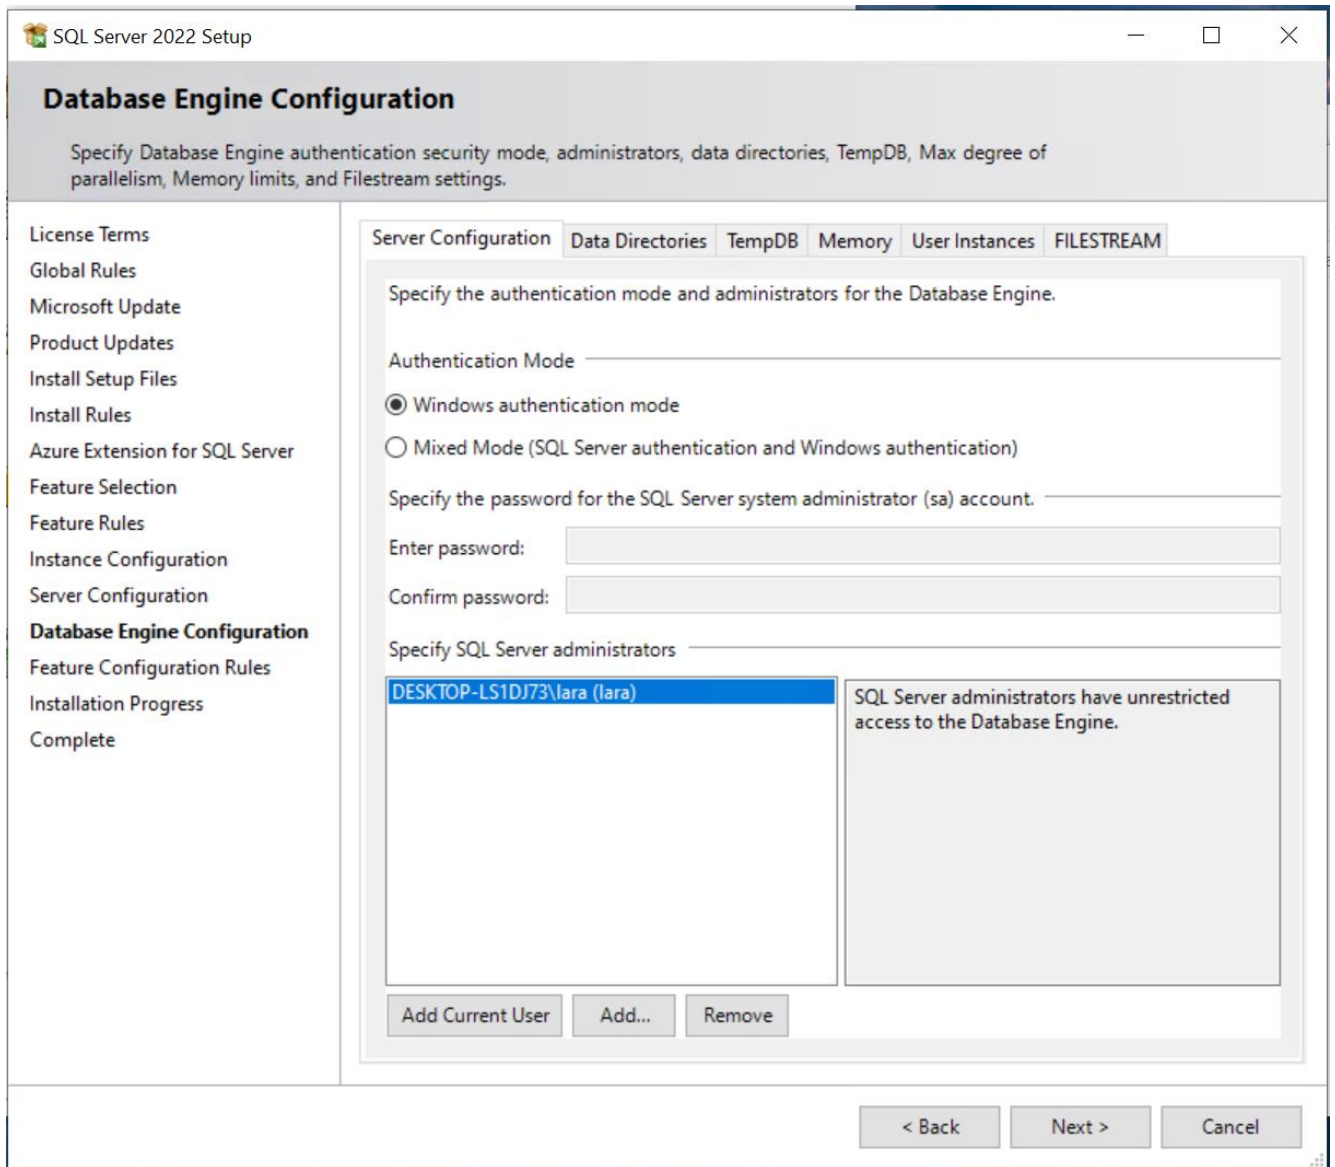 SQL Server 2022 Setup
Database Engine Configuration
Specify Database Engine authentication security mode, administrators, data directories, TempDB, Max degree of
parallelism, Memory limits, and Filestream settings.
License Terms
Global Rules
Microsoft Update
Product Updates
Install Setup Files
Install Rules
Azure Extension for SQL Server
Feature Selection
Feature Rules
Instance Configuration
Server Configuration
Database Engine Configuration
Feature Configuration Rules
Installation Progress
Complete
Server Configuration Data Directories TempDB Memory User Instances FILESTREAM
Specify the authentication mode and administrators for the Database Engine.
Authentication Mode
Windows authentication mode
Mixed Mode (SQL Server authentication and Windows authentication)
Specify the password for the SQL Server system administrator (sa) account.
Enter password:
Confirm password:
Specify SQL Server administrators
DESKTOP-LS1DJ73\lara (lara)
SQL Server administrators have unrestricted
access to the Database Engine.
Add Current User Add... Remove
< Back Next > Cancel